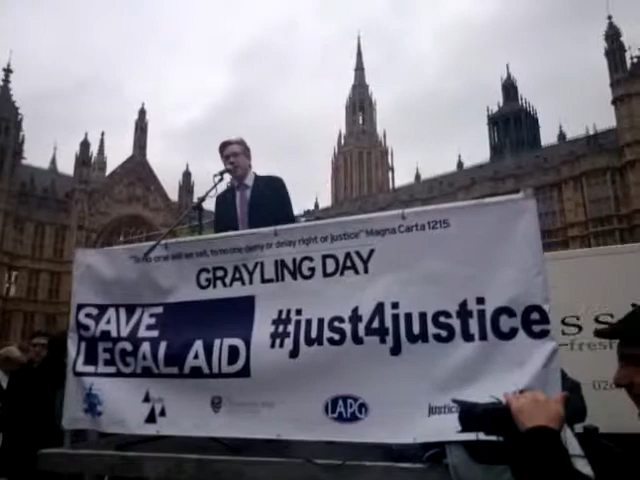 "To no one will we sell, to no one deny or delay right or justice" Magna Carta 1215
GRAYLING DAY
SAVE
LEGAL AID
#just4justice
LAPG
justice